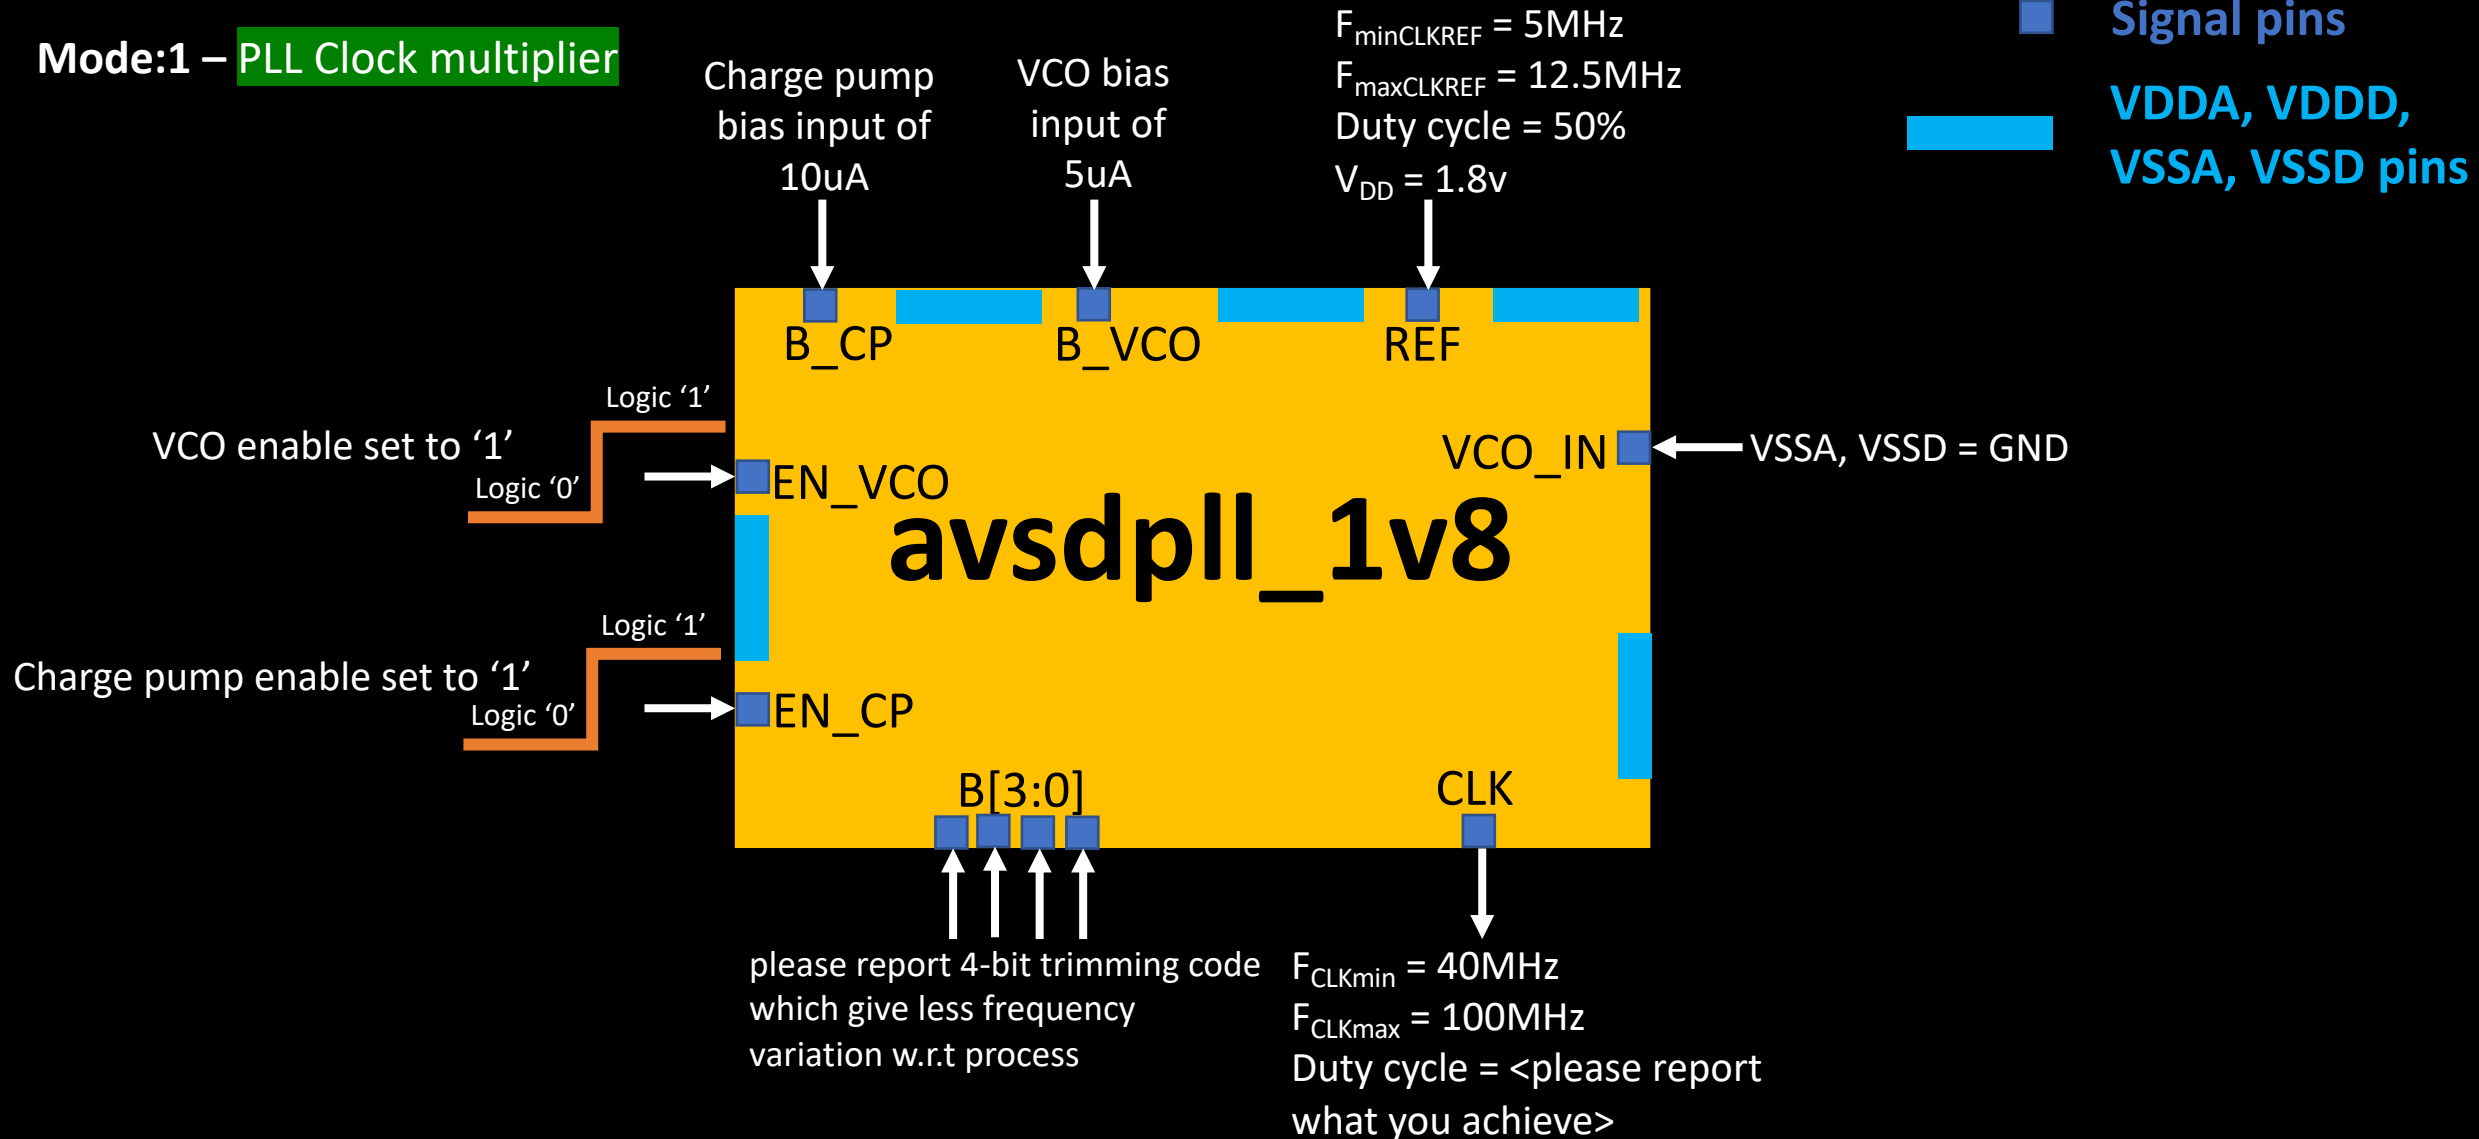 Mode:1 – PLL Clock multiplier
Charge pump
bias input of
10uA
VCO bias
input of
5uA
FminCLKREF = 5MHz
FmaxCLKREF = 12.5MHz
Duty cycle = 50%
VDD = 1.8v
Signal pins
VDDA, VDDD,
VSSA, VSSD pins
B_CP
B_VCO
REF
Logic ‘1’
VCO enable set to ‘1’
Logic ‘0’
EN_VCO
VCO_IN
VSSA, VSSD = GND
avsdpll_1v8
Logic ‘1’
Charge pump enable set to ‘1’
Logic ‘0’
EN_CP
B[3:0]
CLK
please report 4-bit trimming code
which give less frequency
variation w.r.t process
FCLKmin = 40MHz
FCLKmax = 100MHz
Duty cycle = <please report
what you achieve>